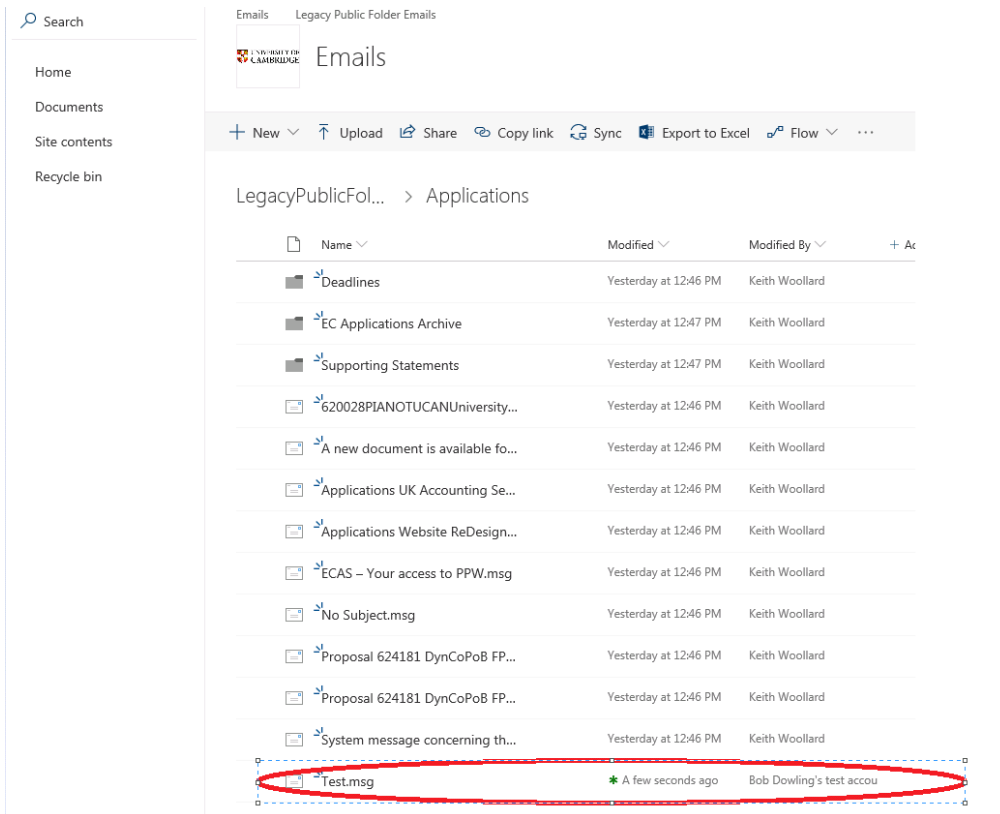 Search
Home
Documents
Site contents
Recycle bin
Emails Legacy Public Folder Emails
UNIVERSITY OF
CAMBRIDGE
Emails
New Upload Share Copy link Sync Export to Excel Flow ...
LegacyPublicFol... > Applications
Name Modified Modified By + Ac
Deadlines Yesterday at 12:46 PM Keith Woollard
EC Applications Archive Yesterday at 12:47 PM Keith Woollard
Supporting Statements Yesterday at 12:47 PM Keith Woollard
620028PIANOTUCANUniversity... Yesterday at 12:46 PM Keith Woollard
A new document is available fo... Yesterday at 12:46 PM Keith Woollard
Applications UK Accounting Se... Yesterday at 12:46 PM Keith Woollard
Applications Website ReDesign... Yesterday at 12:46 PM Keith Woollard
ECAS – Your access to PPW.msg Yesterday at 12:46 PM Keith Woollard
No Subject.msg Yesterday at 12:46 PM Keith Woollard
Proposal 624181 DynCoPoB FP... Yesterday at 12:46 PM Keith Woollard
Proposal 624181 DynCoPoB FP... Yesterday at 12:46 PM Keith Woollard
System message concerning th... Yesterday at 12:46 PM Keith Woollard
Test.msg A few seconds ago Bob Dowling's test accou